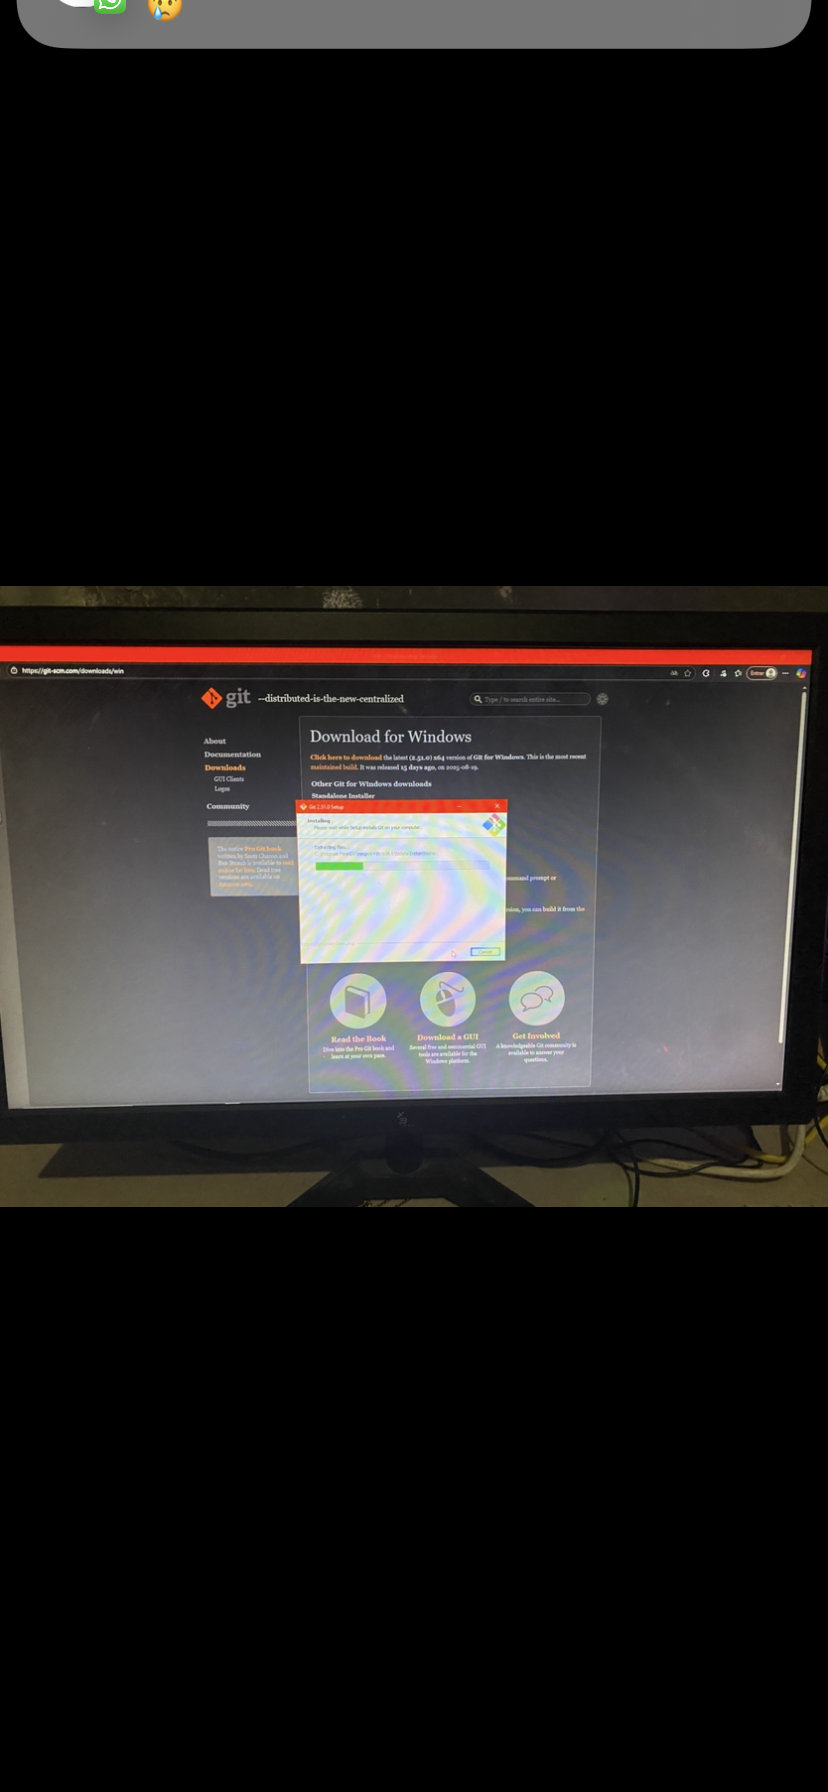 https://git-scm.com/downloads/win
Entrar
git --distributed-is-the-new-centralized
Type / to search entire site...
About
Documentation
Downloads
GUI Clients
Logos
Community
The entire Pro Git book
written by Scott Chacon and
Ben Straub is available to read
online for free. Dead tree
versions are available on
Amazon.com.
Download for Windows
Click here to download the latest (2.51.0) x64 version of Git for Windows. This is the most recent
maintained build. It was released 15 days ago, on 2025-08-19.
Other Git for Windows downloads
Standalone Installer
Git 2.51.0 Setup
Installing
Please wait while Setup installs Git on your computer.
Extracting files...
Cancel
command prompt or
version, you can build it from the
Read the Book
Dive into the Pro Git book and
learn at your own pace.
Download a GUI
Several free and commercial GUI
tools are available for the
Windows platform.
Get Involved
A knowledgeable Git community is
available to answer your
questions.